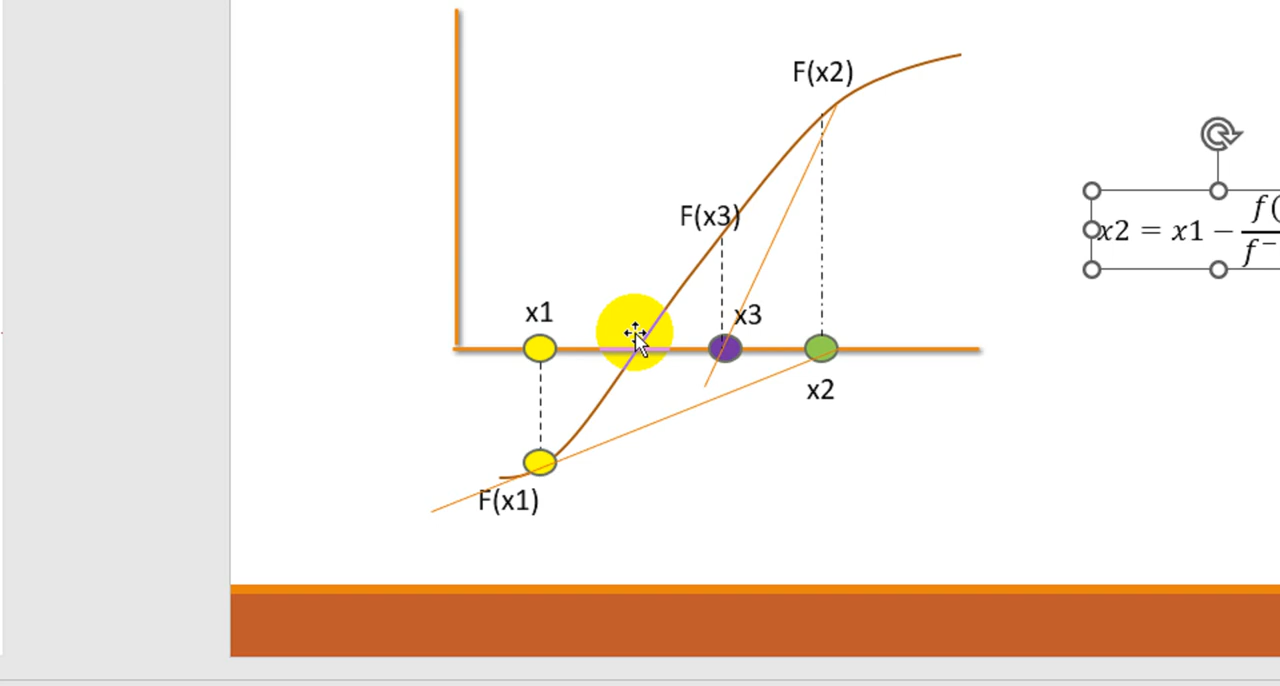 F(x2)
F(x3)
x1
x3
x2
F(x1)
x2 = x1 −